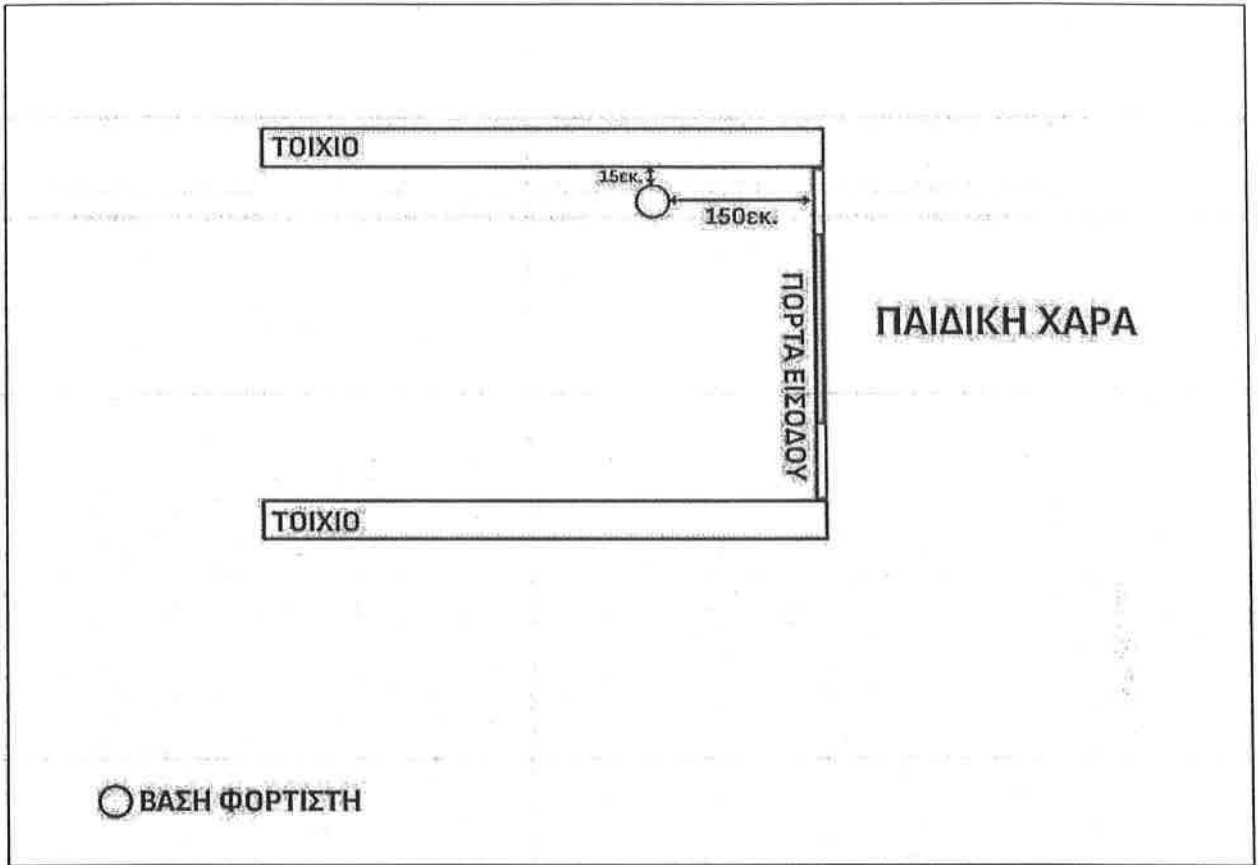 ΤΟΙΧΙΟ
15εκ.
150εκ.
ΠΟΡΤΑ ΕΙΣΟΔΟΥ
ΠΑΙΔΙΚΗ ΧΑΡΑ
ΤΟΙΧΙΟ
ΒΑΣΗ ΦΟΡΤΙΣΤΗ